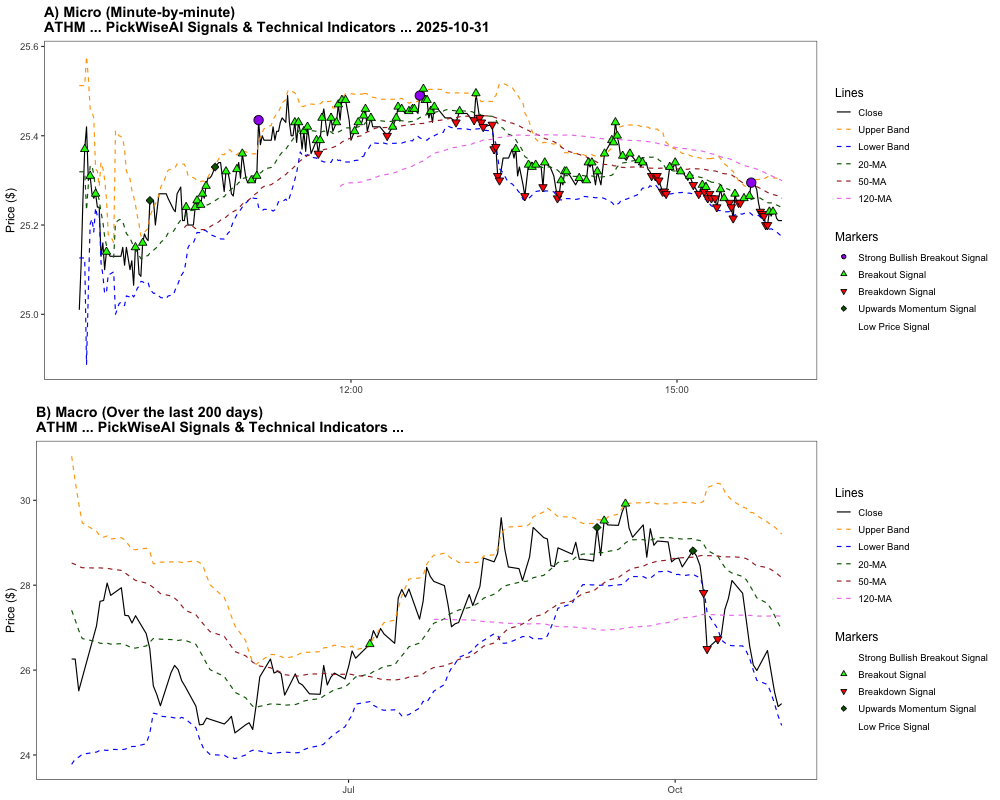 A) Micro (Minute-by-minute)
ATHM ... PickWiseAI Signals & Technical Indicators ... 2025-10-31
25.6
25.4
25.2
25.0
Price ($)
12:00
15:00
Lines
Close
Upper Band
Lower Band
20-MA
50-MA
120-MA
Markers
Strong Bullish Breakout Signal
Breakout Signal
Breakdown Signal
Upwards Momentum Signal
Low Price Signal
B) Macro (Over the last 200 days)
ATHM ... PickWiseAI Signals & Technical Indicators ...
30
28
26
24
Price ($)
Jul
Oct
Lines
Close
Upper Band
Lower Band
20-MA
50-MA
120-MA
Markers
Strong Bullish Breakout Signal
Breakout Signal
Breakdown Signal
Upwards Momentum Signal
Low Price Signal